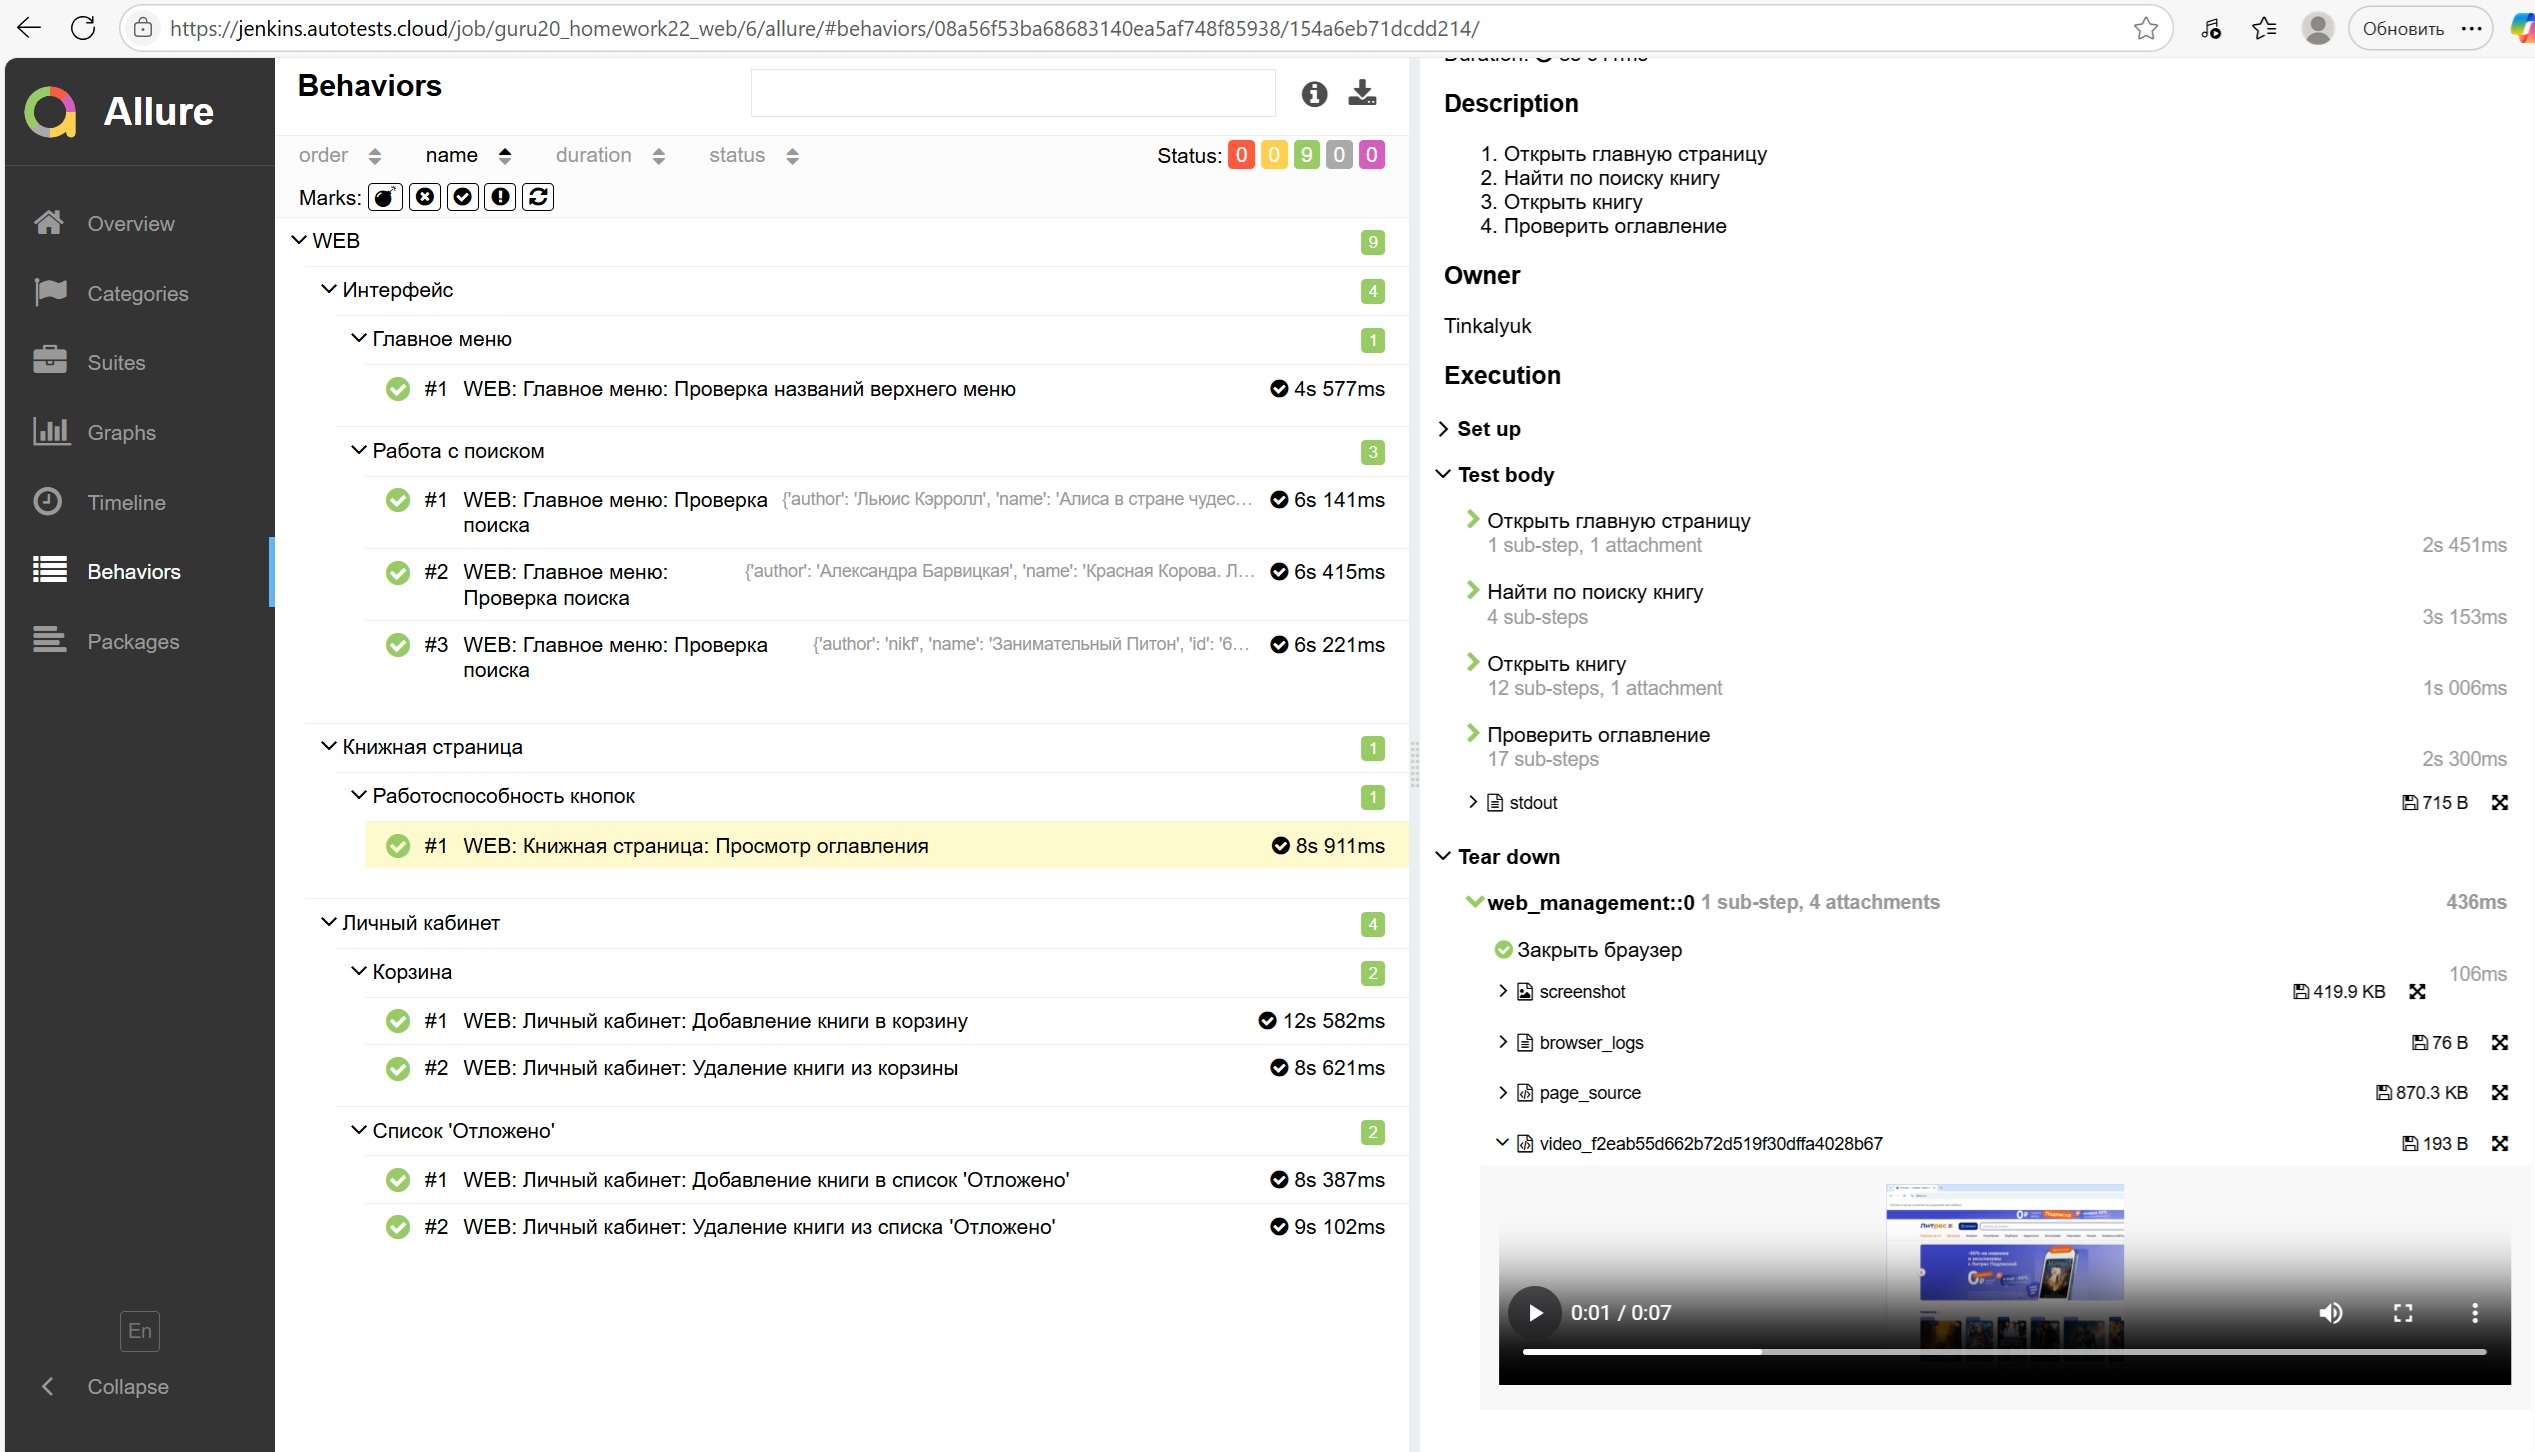 https://jenkins.autotests.cloud/job/guru20_homework22_web/6/allure/#behaviors/08a56f53ba68683140ea5af748f85938/154a6eb71dcdd214/
Обновить
Allure
Overview
Categories
Suites
Graphs
Timeline
Behaviors
Packages
En
Collapse
Behaviors
order name duration status
Status: 0 0 9 0 0
Marks:
WEB 9
Интерфейс 4
Главное меню 1
#1 WEB: Главное меню: Проверка названий верхнего меню 4s 577ms
Работа с поиском 3
#1 WEB: Главное меню: Проверка {'author': 'Льюис Кэрролл', 'name': 'Алиса в стране чудес... 6s 141ms
поиска
#2 WEB: Главное меню: {'author': 'Александра Барвицкая', 'name': 'Красная Корова. Л... 6s 415ms
Проверка поиска
#3 WEB: Главное меню: Проверка {'author': 'nikf', 'name': 'Занимательный Питон', 'id': '6... 6s 221ms
поиска
Книжная страница 1
Работоспособность кнопок 1
#1 WEB: Книжная страница: Просмотр оглавления 8s 911ms
Личный кабинет 4
Корзина 2
#1 WEB: Личный кабинет: Добавление книги в корзину 12s 582ms
#2 WEB: Личный кабинет: Удаление книги из корзины 8s 621ms
Список 'Отложено' 2
#1 WEB: Личный кабинет: Добавление книги в список 'Отложено' 8s 387ms
#2 WEB: Личный кабинет: Удаление книги из списка 'Отложено' 9s 102ms
Description
1. Открыть главную страницу
2. Найти по поиску книгу
3. Открыть книгу
4. Проверить оглавление
Owner
Tinkalyuk
Execution
Set up
Test body
Открыть главную страницу
1 sub-step, 1 attachment 2s 451ms
Найти по поиску книгу
4 sub-steps 3s 153ms
Открыть книгу
12 sub-steps, 1 attachment 1s 006ms
Проверить оглавление
17 sub-steps 2s 300ms
stdout 715 B
Tear down
web_management::0 1 sub-step, 4 attachments 436ms
Закрыть браузер
106ms
screenshot 419.9 KB
browser_logs 76 B
page_source 870.3 KB
video_f2eab55d662b72d519f30dffa4028b67 193 B
Литрес
0:01 / 0:07